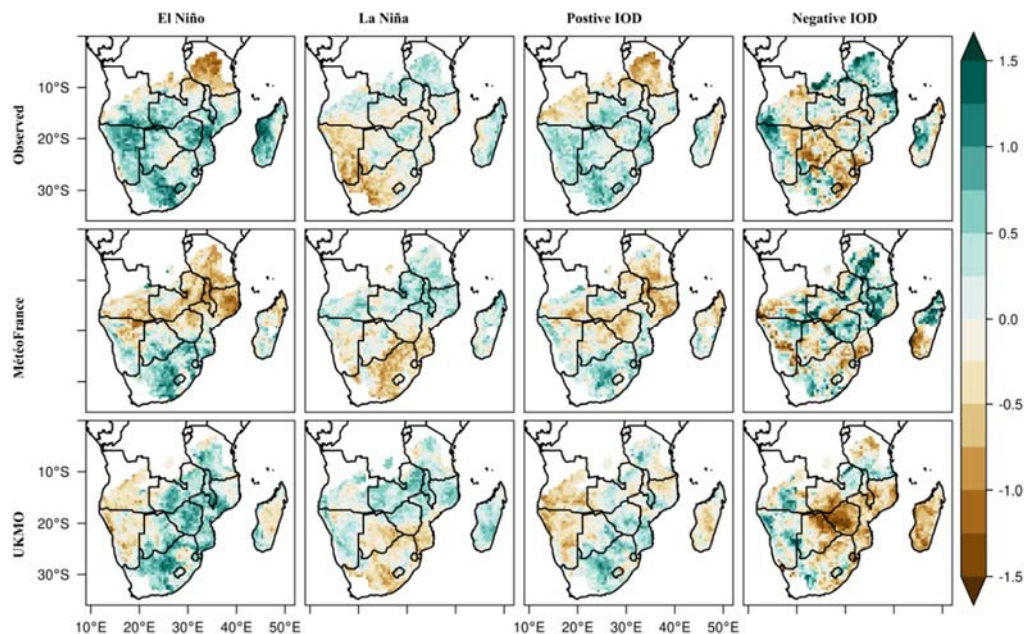 El Niño La Niña Postive IOD Negative IOD
Observed
10°S
20°S
30°S
MétéoFrance
UKMO
10°S
20°S
30°S
10°E 20°E 30°E 40°E 50°E 10°E 20°E 30°E 40°E 50°E
1.5
1.0
0.5
0.0
-0.5
-1.0
-1.5